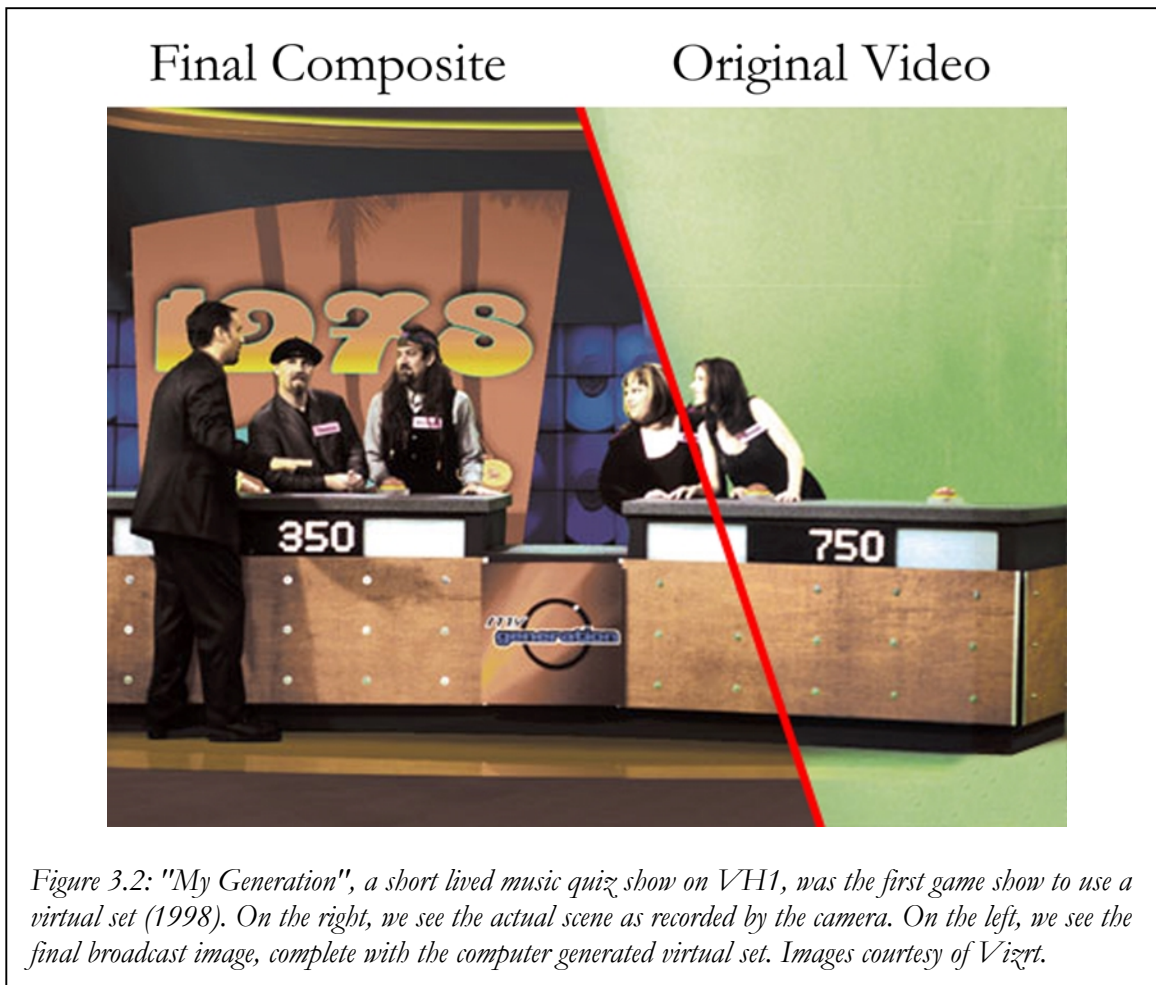 Final Composite Original Video
1978
350
750
my
generation
Figure 3.2: "My Generation", a short lived music quiz show on VH1, was the first game show to use a
virtual set (1998). On the right, we see the actual scene as recorded by the camera. On the left, we see the
final broadcast image, complete with the computer generated virtual set. Images courtesy of Vizrt.